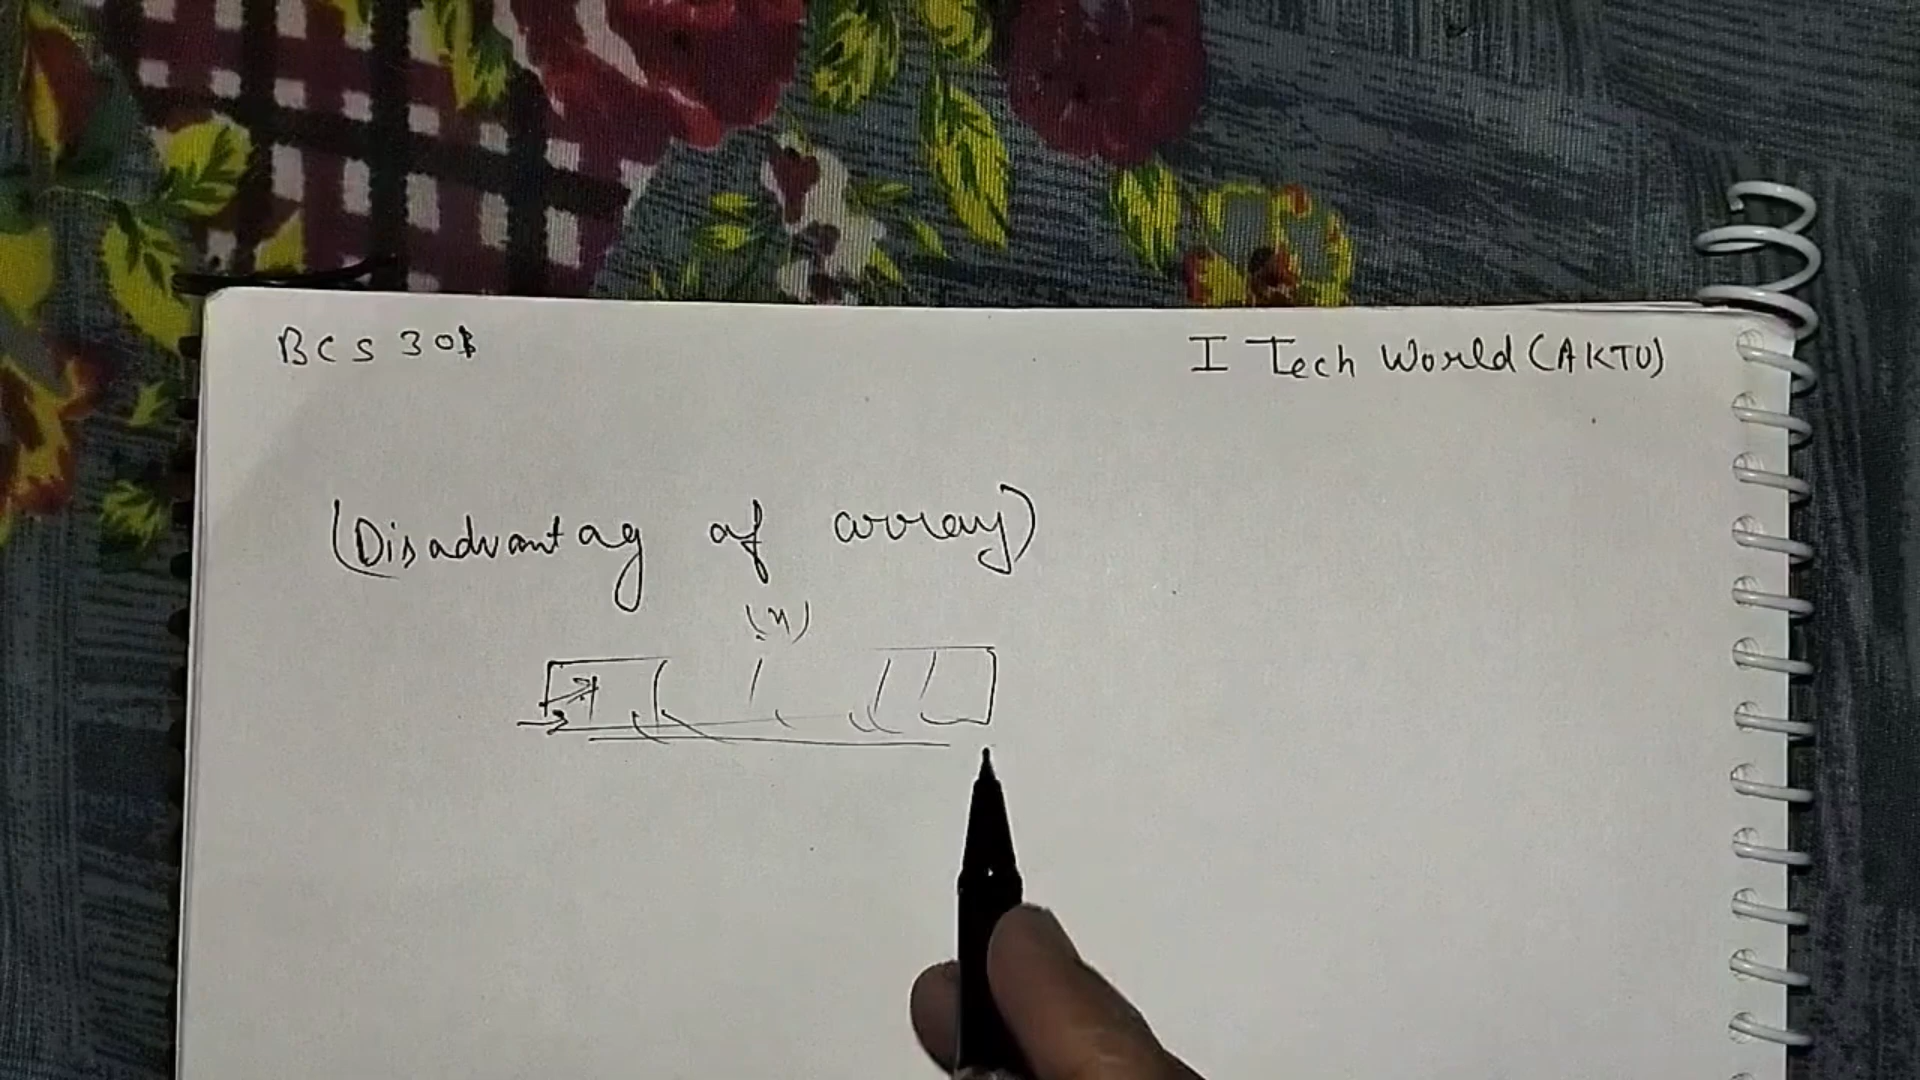 BCS 301
I Tech World (AKTU)
(Disadvantag of array)
(n)